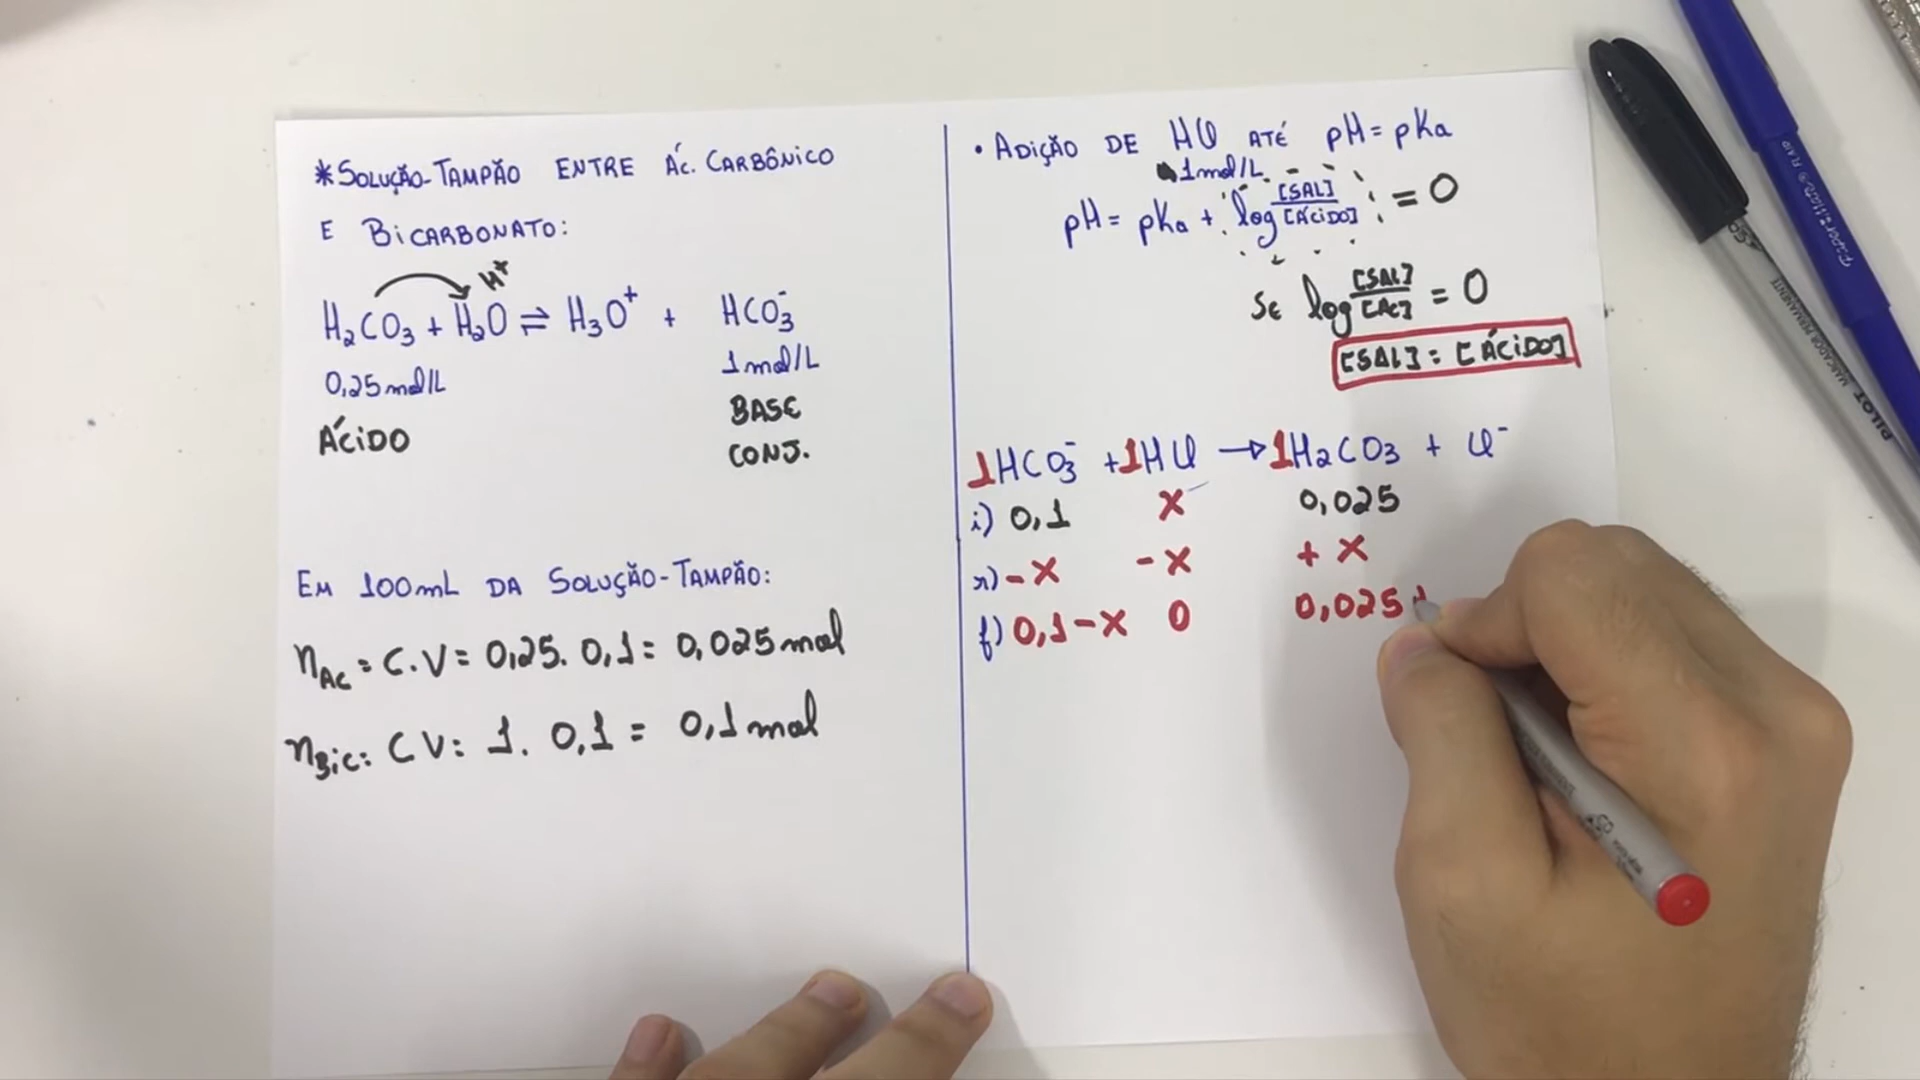 *SOLUÇÃO-TAMPÃO ENTRE ÁC. CARBÔNICO
E BICARBONATO:
H⁺
H₂CO₃ + H₂O ⇌ H₃O⁺ + HCO₃⁻
0,25 mol/L 1 mol/L
ÁCIDO BASE
CONJ.
EM 100mL DA SOLUÇÃO-TAMPÃO:
nAc = C.V = 0,25. 0,1 = 0,025 mol
nBic: C V: 1. 0,1 = 0,1 mol
• ADIÇÃO DE HCl ATÉ pH = pKa
1 mol/L
pH = pKa + log [SAL]/[ÁCIDO] = 0
SE log [SAL]/[AC] = 0
[SAL] = [ÁCIDO]
1HCO₃⁻ + 1HCl → 1H₂CO₃ + Cl⁻
i) 0,1 X 0,025
r) -X -X + X
f) 0,1-X 0 0,025
PILOT
MARCADOR PERMANENTE